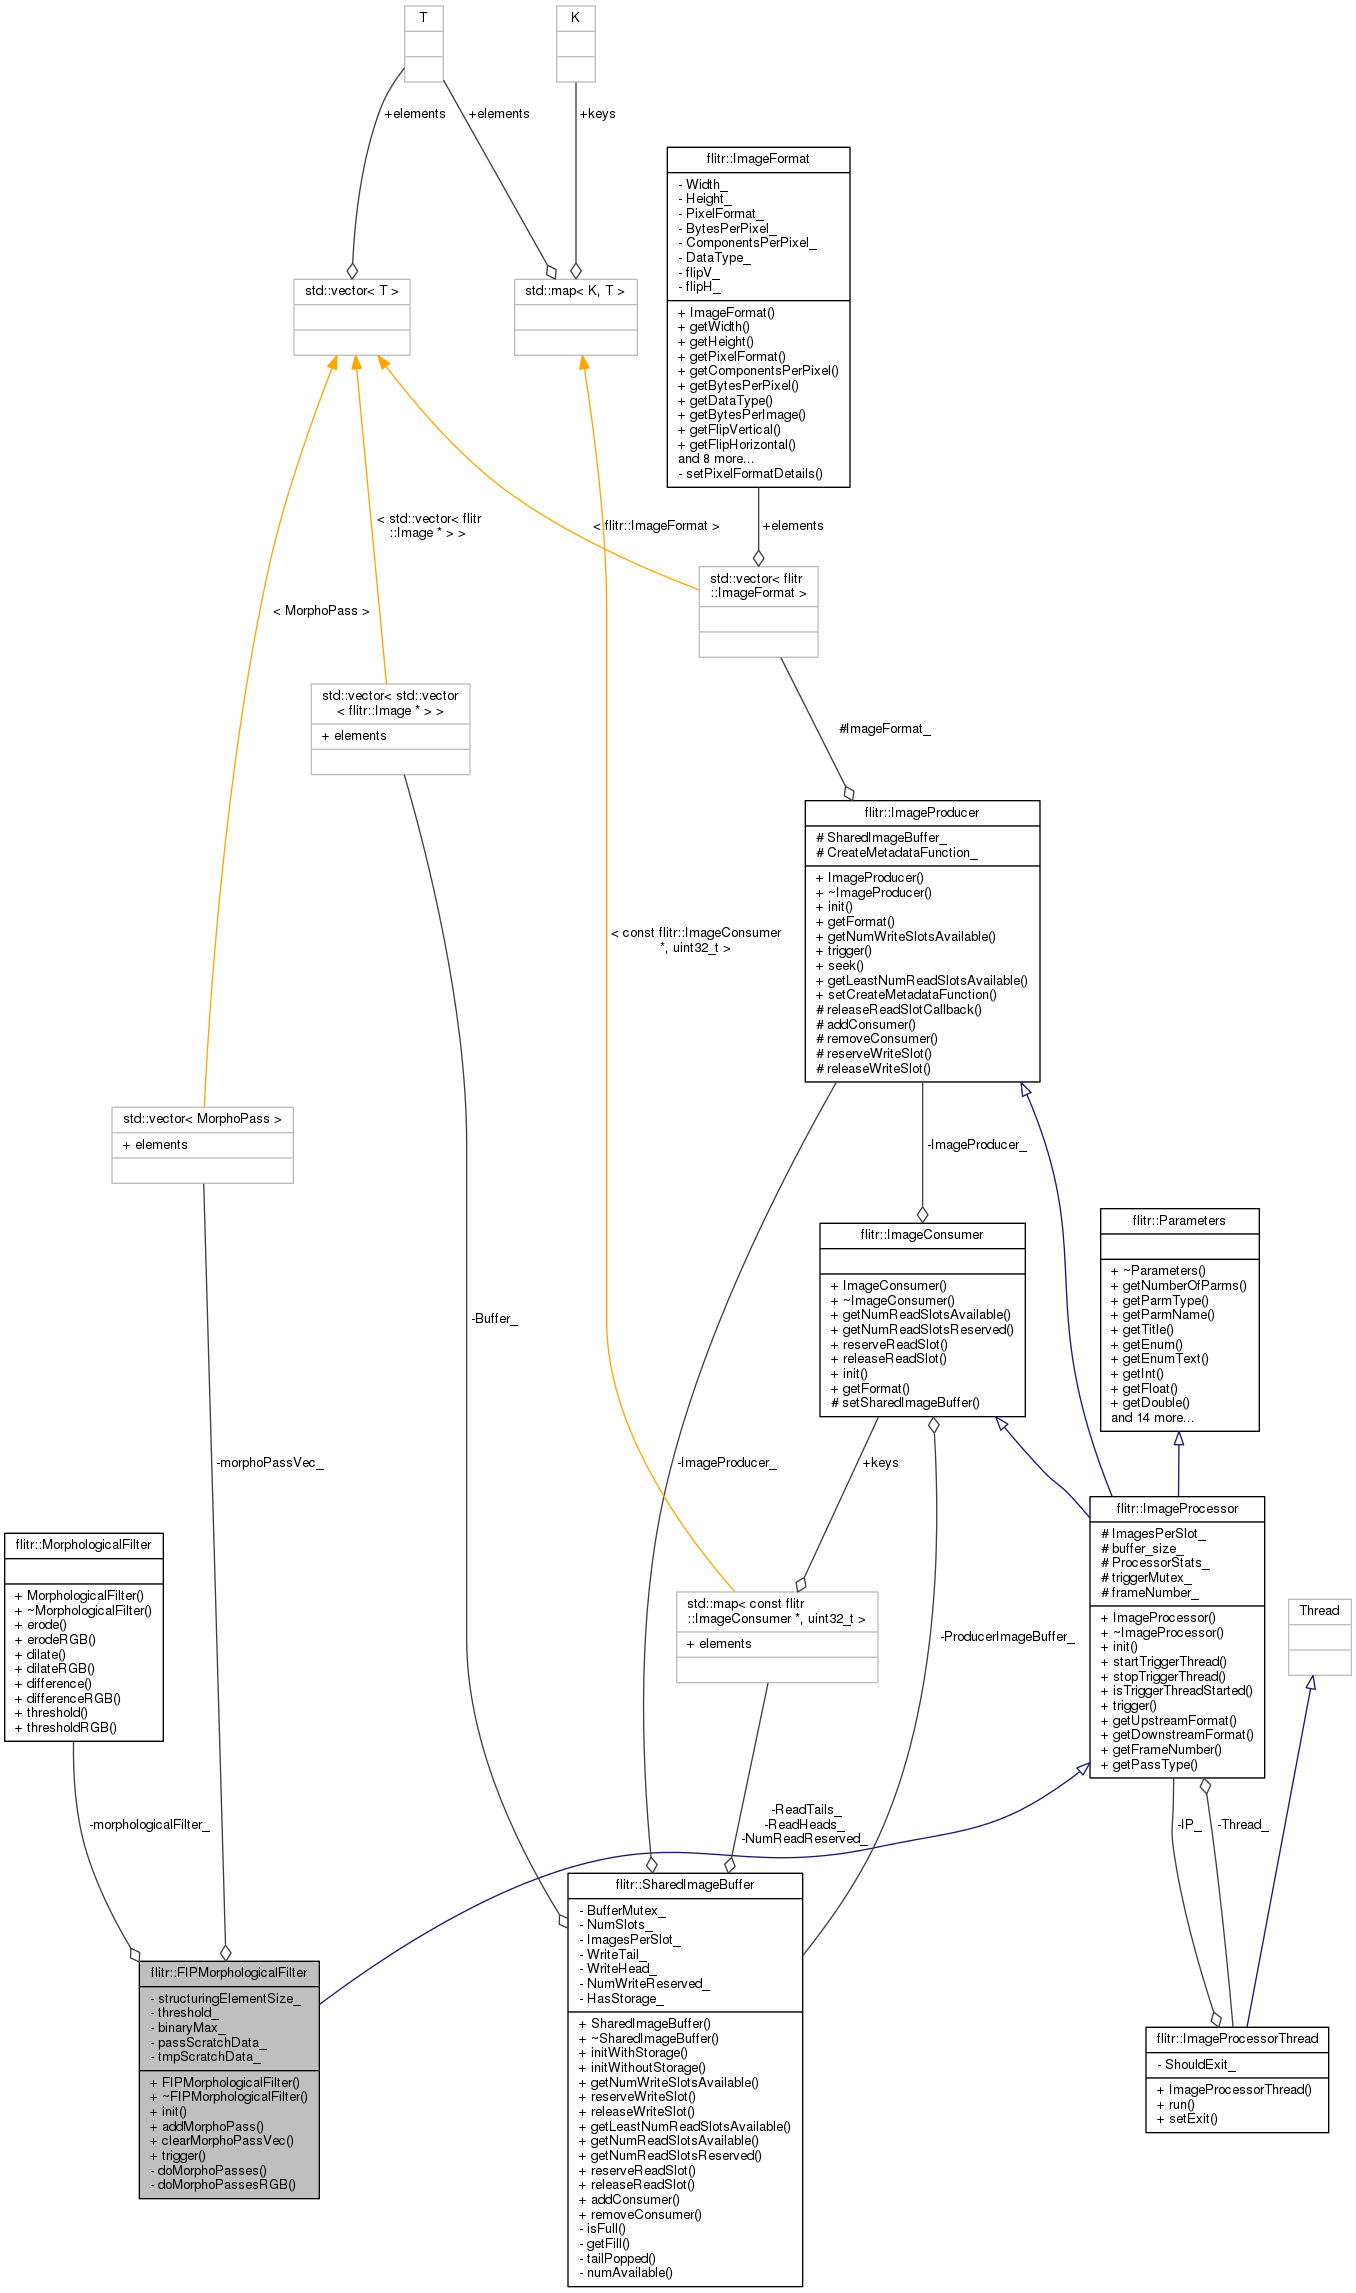 T
K
+elements
+elements
+keys
flitr::ImageFormat
- Width_
- Height_
- PixelFormat_
- BytesPerPixel_
- ComponentsPerPixel_
- DataType_
- flipV_
- flipH_
+ ImageFormat()
+ getWidth()
+ getHeight()
+ getPixelFormat()
+ getComponentsPerPixel()
+ getBytesPerPixel()
+ getDataType()
+ getBytesPerImage()
+ getFlipVertical()
+ getFlipHorizontal()
and 8 more...
- setPixelFormatDetails()
std::vector< T >
std::map< K, T >
< std::vector< flitr
::Image * > >
< flitr::ImageFormat >
+elements
std::vector< flitr
::ImageFormat >
< MorphoPass >
std::vector< std::vector
< flitr::Image * > >
+ elements
#ImageFormat_
flitr::ImageProducer
# SharedImageBuffer_
# CreateMetadataFunction_
+ ImageProducer()
+ ~ImageProducer()
+ init()
+ getFormat()
+ getNumWriteSlotsAvailable()
+ trigger()
+ seek()
+ getLeastNumReadSlotsAvailable()
+ setCreateMetadataFunction()
# releaseReadSlotCallback()
# addConsumer()
# removeConsumer()
# reserveWriteSlot()
# releaseWriteSlot()
< const flitr::ImageConsumer
*, uint32_t >
std::vector< MorphoPass >
+ elements
-ImageProducer_
flitr::ImageConsumer
+ ImageConsumer()
+ ~ImageConsumer()
+ getNumReadSlotsAvailable()
+ getNumReadSlotsReserved()
+ reserveReadSlot()
+ releaseReadSlot()
+ init()
+ getFormat()
# setSharedImageBuffer()
flitr::Parameters
+ ~Parameters()
+ getNumberOfParms()
+ getParmType()
+ getParmName()
+ getTitle()
+ getEnum()
+ getEnumText()
+ getInt()
+ getFloat()
+ getDouble()
and 14 more...
-Buffer_
-morphoPassVec_
-ImageProducer_
+keys
flitr::ImageProcessor
# ImagesPerSlot_
# buffer_size_
# ProcessorStats_
# triggerMutex_
# frameNumber_
+ ImageProcessor()
+ ~ImageProcessor()
+ init()
+ startTriggerThread()
+ stopTriggerThread()
+ isTriggerThreadStarted()
+ trigger()
+ getUpstreamFormat()
+ getDownstreamFormat()
+ getFrameNumber()
+ getPassType()
flitr::MorphologicalFilter
+ MorphologicalFilter()
+ ~MorphologicalFilter()
+ erode()
+ erodeRGB()
+ dilate()
+ dilateRGB()
+ difference()
+ differenceRGB()
+ threshold()
+ thresholdRGB()
std::map< const flitr
::ImageConsumer *, uint32_t >
+ elements
-ProducerImageBuffer_
Thread
-morphologicalFilter_
-ReadTails_
-ReadHeads_
-NumReadReserved_
-IP_
-Thread_
flitr::SharedImageBuffer
- BufferMutex_
- NumSlots_
- ImagesPerSlot_
- WriteTail_
- WriteHead_
- NumWriteReserved_
- HasStorage_
+ SharedImageBuffer()
+ ~SharedImageBuffer()
+ initWithStorage()
+ initWithoutStorage()
+ getNumWriteSlotsAvailable()
+ reserveWriteSlot()
+ releaseWriteSlot()
+ getLeastNumReadSlotsAvailable()
+ getNumReadSlotsAvailable()
+ getNumReadSlotsReserved()
+ reserveReadSlot()
+ releaseReadSlot()
+ addConsumer()
+ removeConsumer()
- isFull()
- getFill()
- tailPopped()
- numAvailable()
flitr::FIPMorphologicalFilter
- structuringElementSize_
- threshold_
- binaryMax_
- passScratchData_
- tmpScratchData_
+ FIPMorphologicalFilter()
+ ~FIPMorphologicalFilter()
+ init()
+ addMorphoPass()
+ clearMorphoPassVec()
+ trigger()
- doMorphoPasses()
- doMorphoPassesRGB()
flitr::ImageProcessorThread
- ShouldExit_
+ ImageProcessorThread()
+ run()
+ setExit()